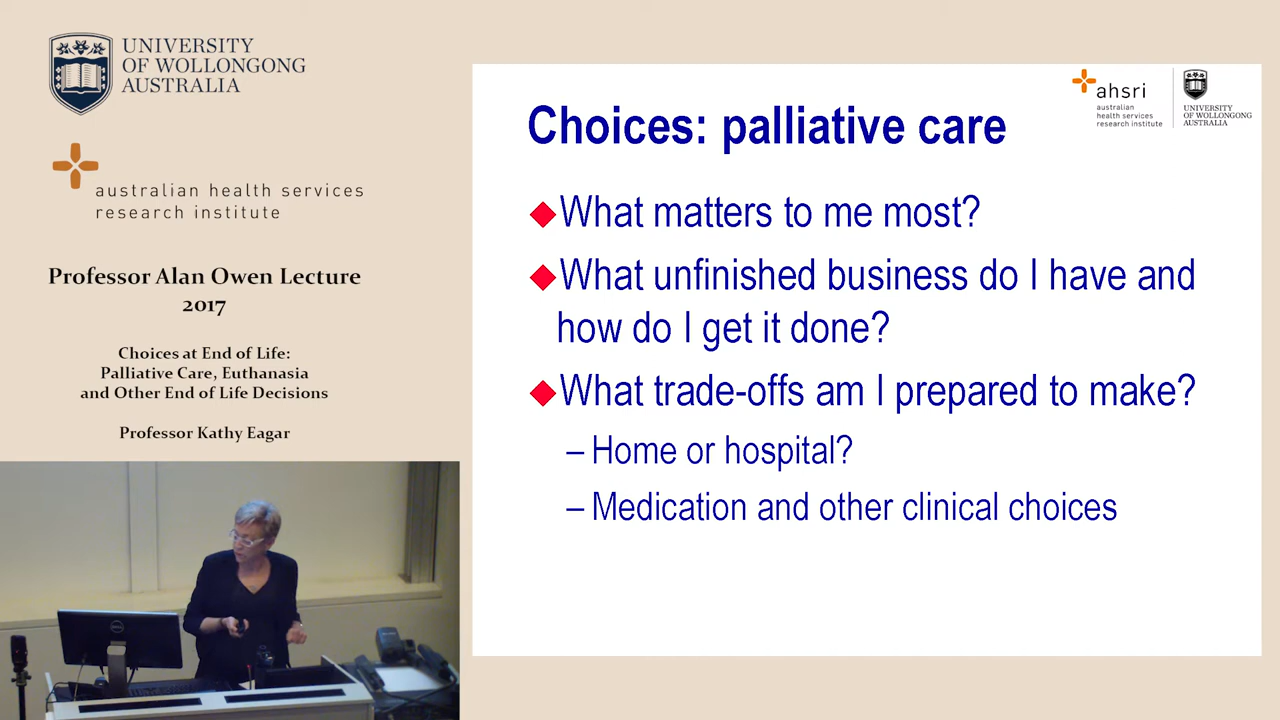 UNIVERSITY
OF WOLLONGONG
AUSTRALIA
australian health services
research institute
Professor Alan Owen Lecture
2017
Choices at End of Life:
Palliative Care, Euthanasia
and Other End of Life Decisions
Professor Kathy Eagar
ahsri
australian
health services
research institute
UNIVERSITY
OF WOLLONGONG
AUSTRALIA
Choices: palliative care
What matters to me most?
What unfinished business do I have and
how do I get it done?
What trade-offs am I prepared to make?
– Home or hospital?
– Medication and other clinical choices
DELL